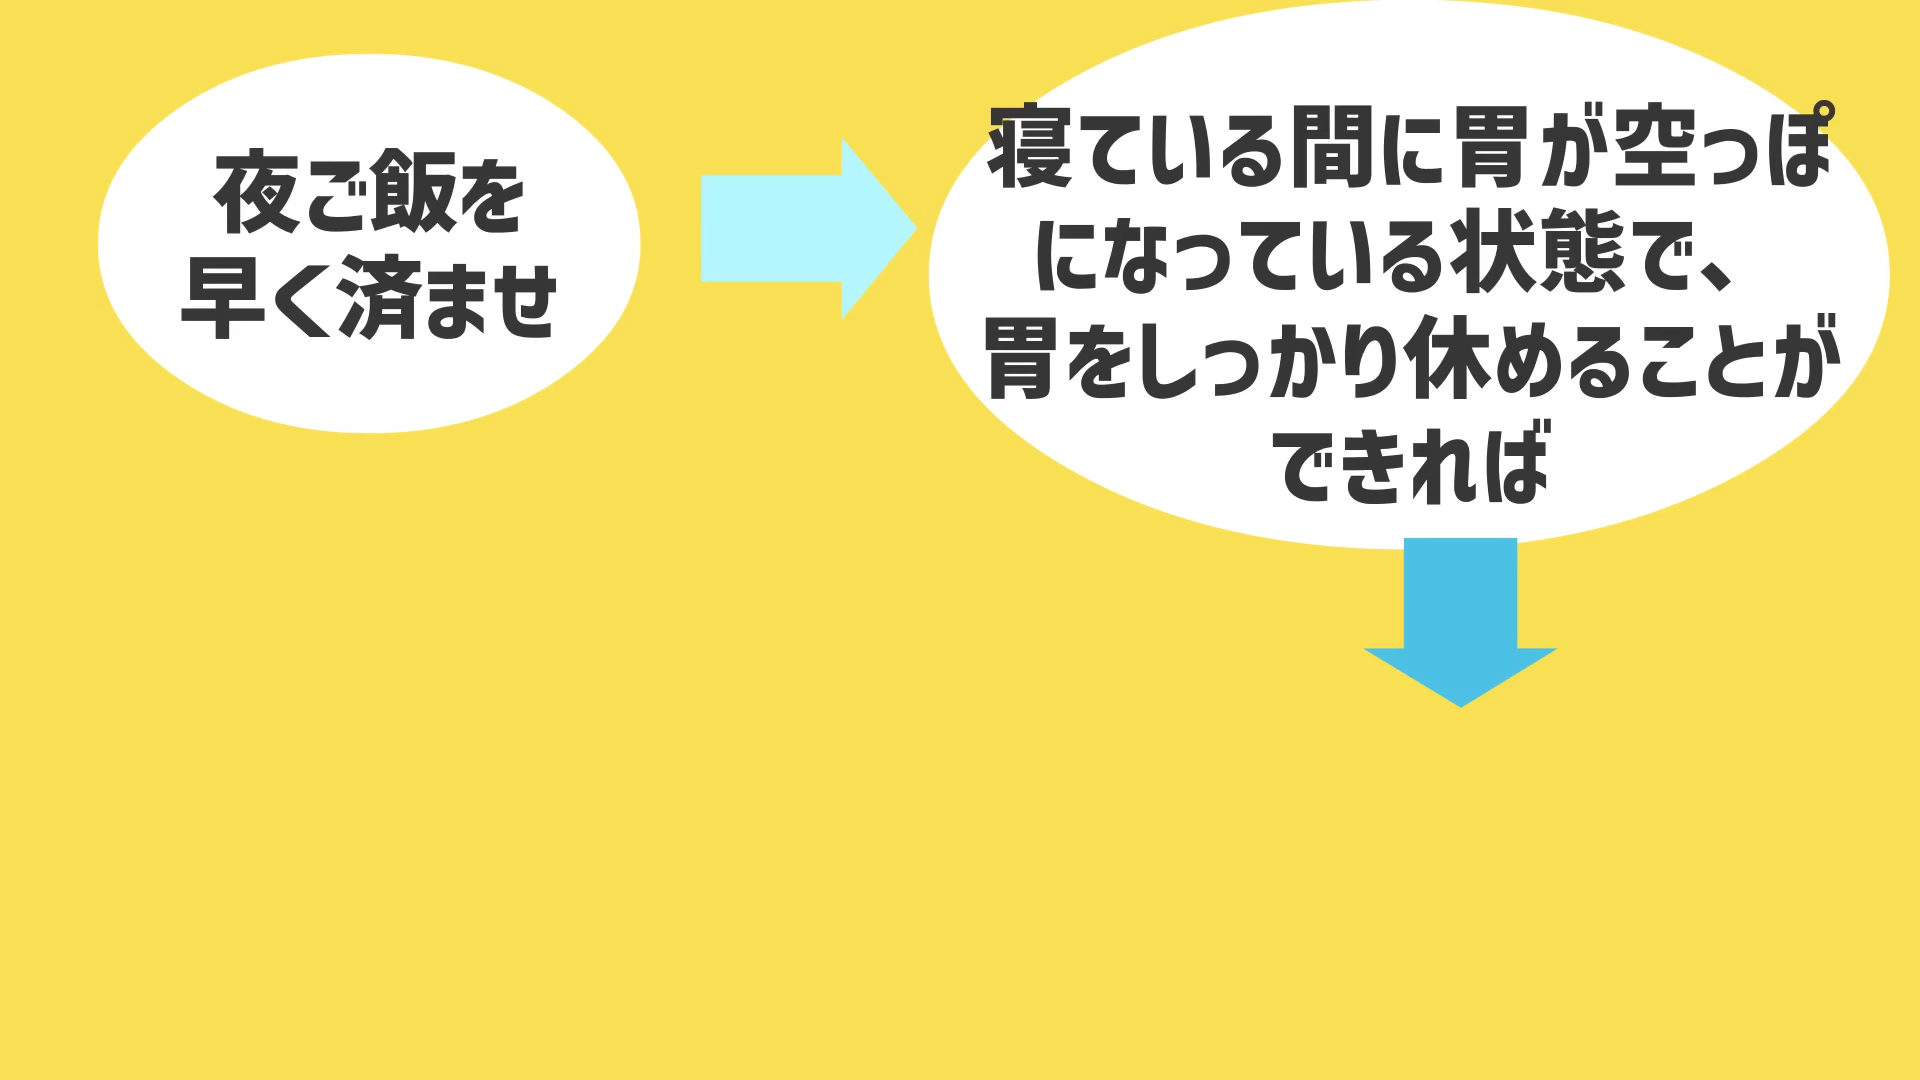 夜ご飯を
早く済ませ
寝ている間に胃が空っぽ
になっている状態で、
胃をしっかり休めることが
できれば